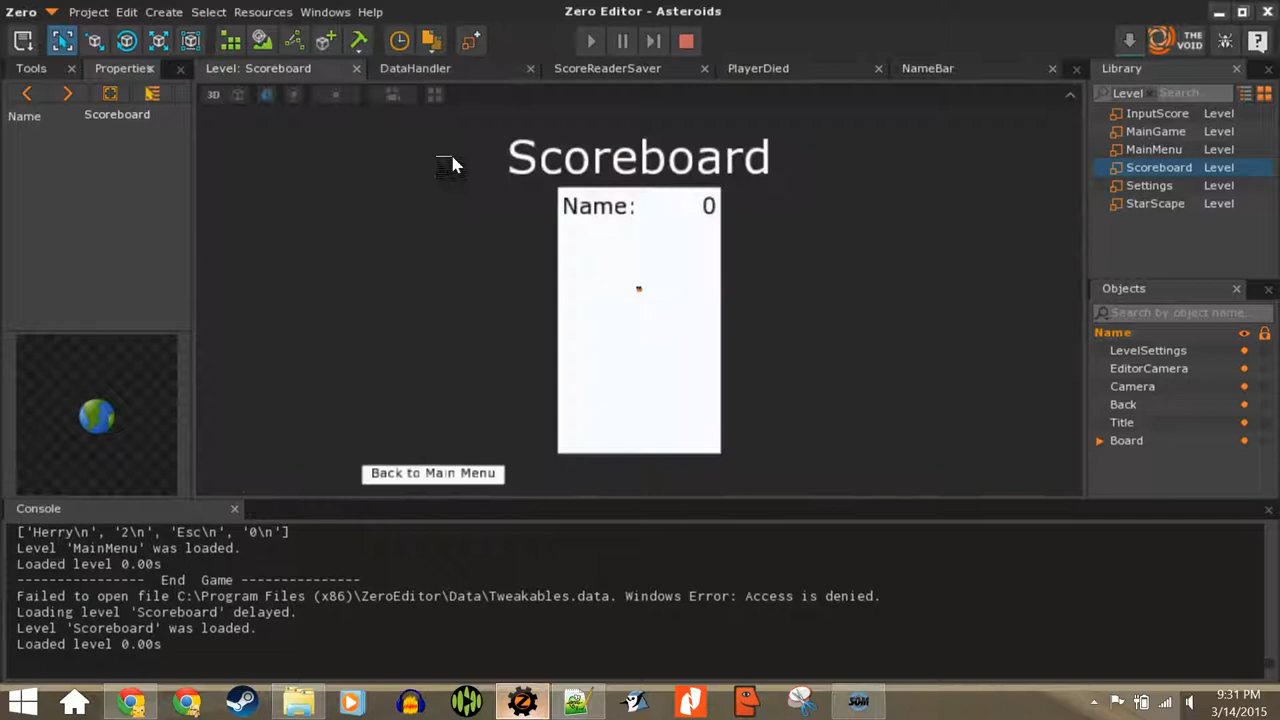 Zero Project Edit Create Select Resources Windows Help Zero Editor - Asteroids
THE VOID
Tools Properties Level: Scoreboard DataHandler ScoreReaderSaver PlayerDied NameBar Library
3D Level Search...
Name Scoreboard
InputScore Level
MainGame Level
MainMenu Level
Scoreboard Level
Settings Level
StarScape Level
Scoreboard
Name: 0
Back to Main Menu
Objects
Search by object name...
Name
LevelSettings
EditorCamera
Camera
Back
Title
Board
Console
['Herry\n', '2\n', 'Esc\n', '0\n']
Level 'MainMenu' was loaded.
Loaded level 0.00s
---------------- End Game ---------------
Failed to open file C:\Program Files (x86)\ZeroEditor\Data\Tweakables.data. Windows Error: Access is denied.
Loading level 'Scoreboard' delayed.
Level 'Scoreboard' was loaded.
Loaded level 0.00s
9:31 PM
3/14/2015